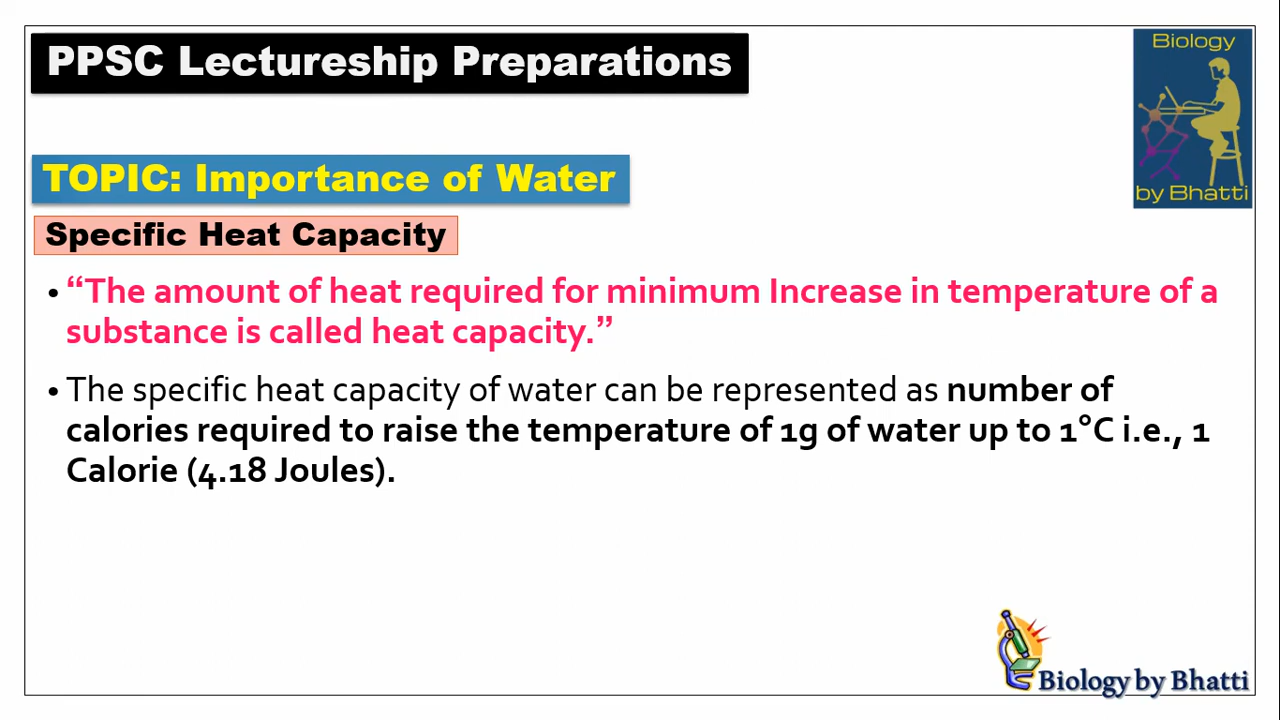 PPSC Lectureship Preparations
Biology
by Bhatti
TOPIC: Importance of Water
Specific Heat Capacity
• “The amount of heat required for minimum Increase in temperature of a
substance is called heat capacity.”
• The specific heat capacity of water can be represented as number of
calories required to raise the temperature of 1g of water up to 1°C i.e., 1
Calorie (4.18 Joules).
Biology by Bhatti